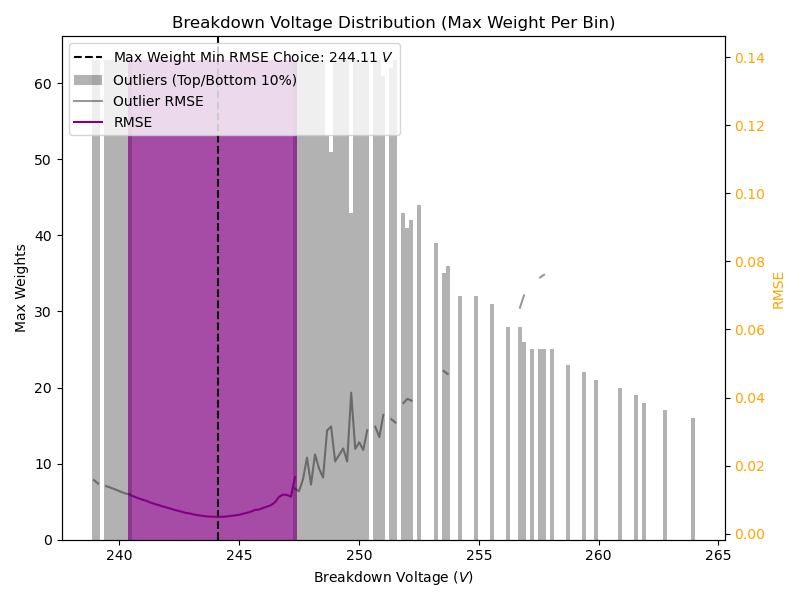 Breakdown Voltage Distribution (Max Weight Per Bin)
Max Weight Min RMSE Choice: 244.11 V
Outliers (Top/Bottom 10%)
Outlier RMSE
RMSE
Max Weights
60
50
40
30
20
10
0
0.14
0.12
0.10
0.08
0.06
0.04
0.02
0.00
RMSE
240
245
250
255
260
265
Breakdown Voltage (V)